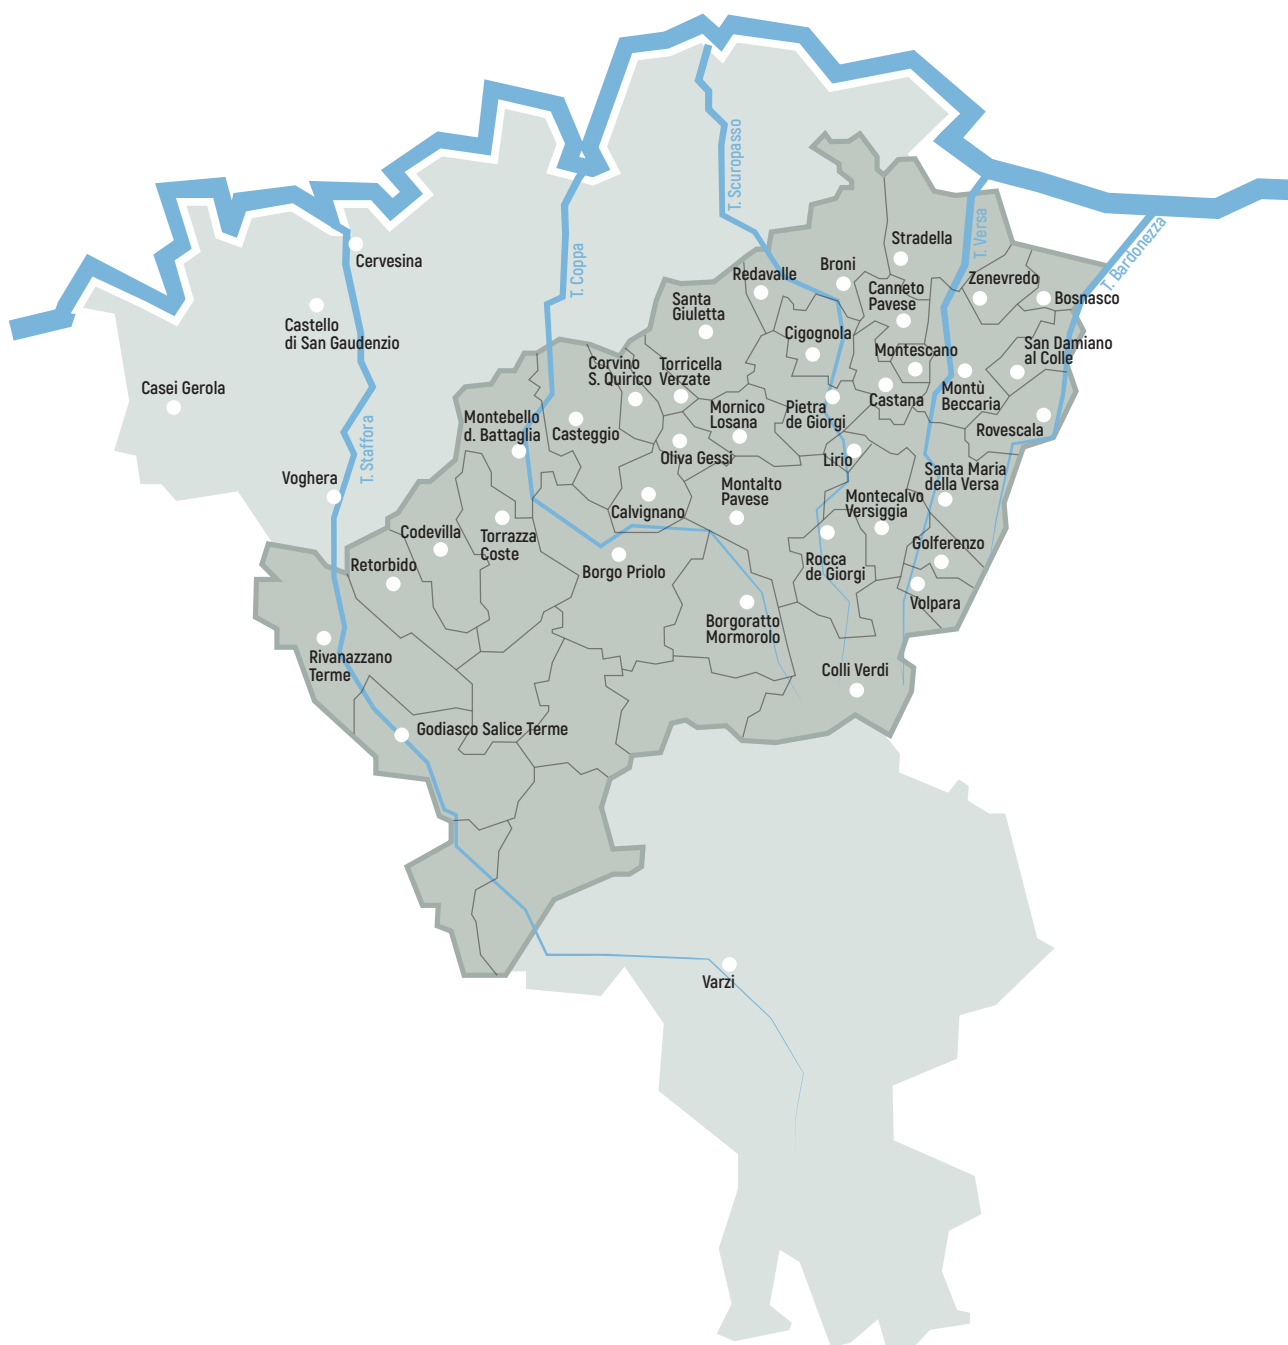 T. Scuropasso
T. Versa
T. Bardonezza
T. Coppa
T. Staffora
Stradella
Cervesina
Broni
Redavalle
Zenevredo
Canneto
Pavese
Bosnasco
Santa
Giuletta
Castello
di San Gaudenzio
Cigognola
San Damiano
al Colle
Montescano
Corvino
S. Quirico
Torricella
Verzate
Casei Gerola
Castana
Montù
Beccaria
Mornico
Losana
Pietra
de Giorgi
Montebello
d. Battaglia
Casteggio
Rovescala
Oliva Gessi
Lirio
Santa Maria
della Versa
Voghera
Montalto
Pavese
Montecalvo
Versiggia
Calvignano
Codevilla
Torrazza
Coste
Golferenzo
Retorbido
Borgo Priolo
Rocca
de Giorgi
Volpara
Borgoratto
Mormorolo
Rivanazzano
Terme
Colli Verdi
Godiasco Salice Terme
Varzi